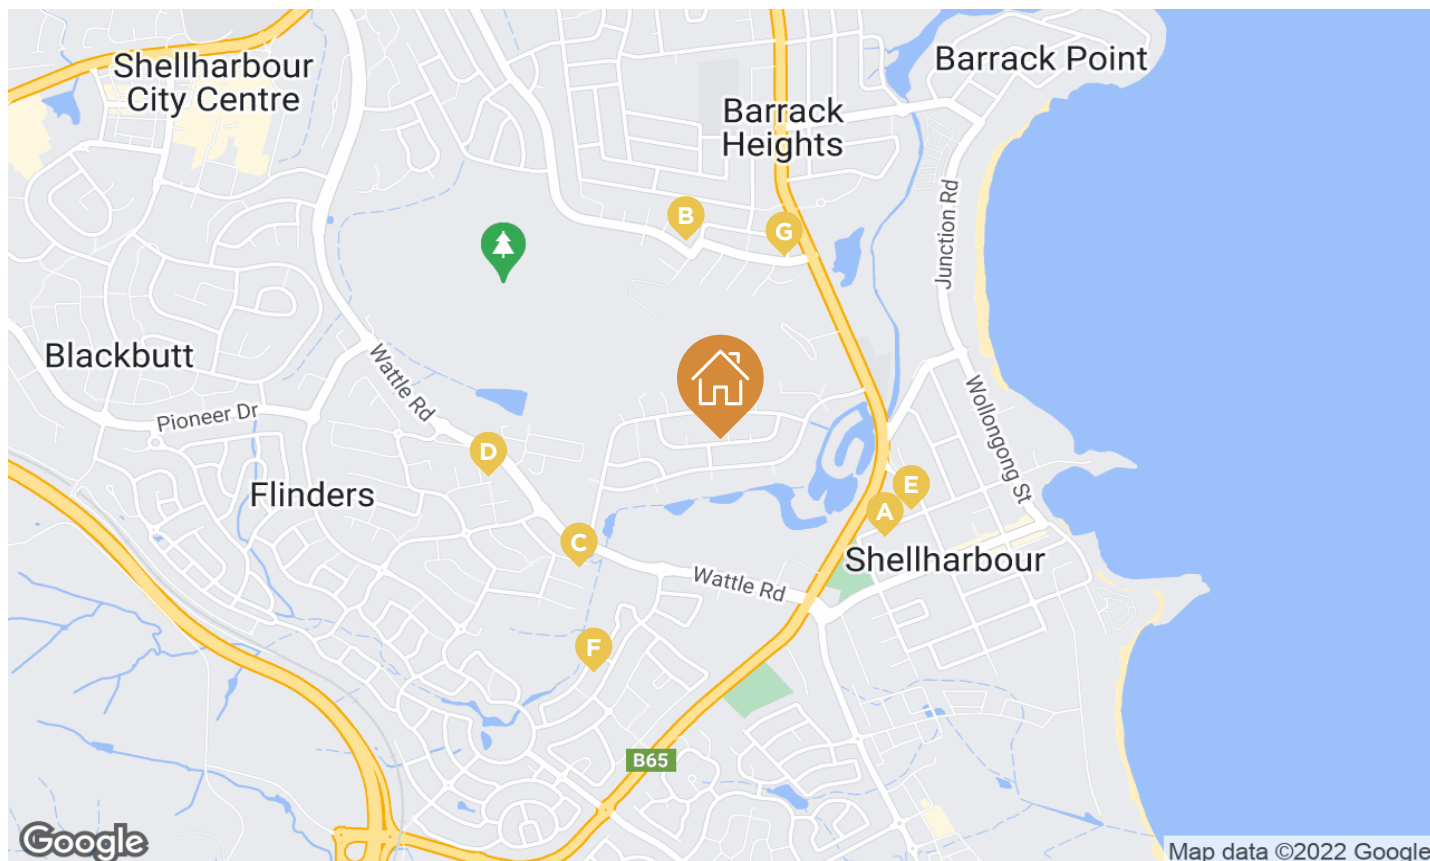 Shellharbour
City Centre
Barrack Point
Barrack
Heights
B
G
Junction Rd
Blackbutt
Wattle Rd
Pioneer Dr
Wollongong St
D
Flinders
E
A
C
Shellharbour
Wattle Rd
F
B65
Google
Map data ©2022 Google